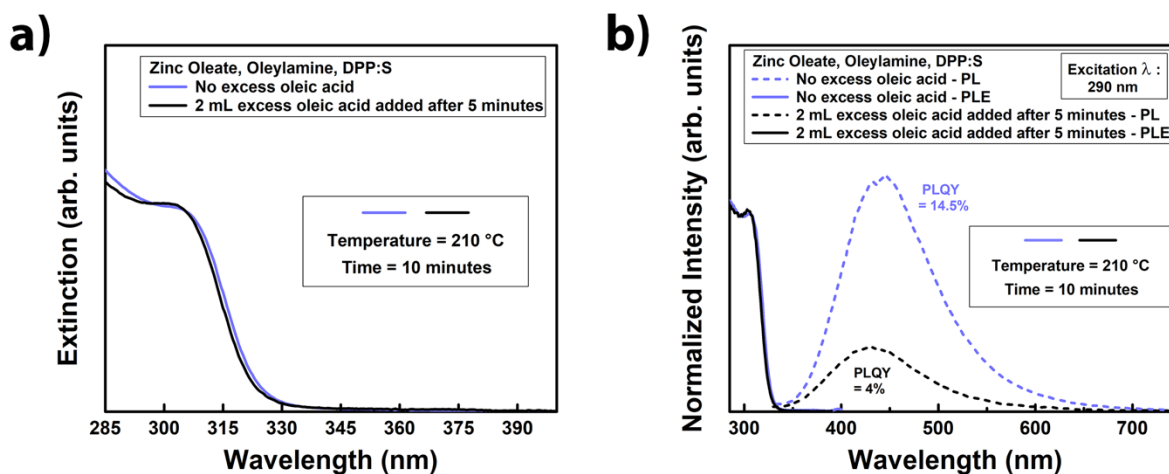 a)
Zinc Oleate, Oleylamine, DPP:S
No excess oleic acid
2 mL excess oleic acid added after 5 minutes
Temperature = 210 °C
Time = 10 minutes
Extinction (arb. units)
285 300 315 330 345 360 375 390
Wavelength (nm)
b)
Zinc Oleate, Oleylamine, DPP:S
No excess oleic acid - PL
No excess oleic acid - PLE
2 mL excess oleic acid added after 5 minutes - PL
2 mL excess oleic acid added after 5 minutes - PLE
Excitation λ :
290 nm
PLQY
= 14.5%
Temperature = 210 °C
Time = 10 minutes
PLQY
= 4%
Normalized Intensity (arb. units)
300 400 500 600 700
Wavelength (nm)